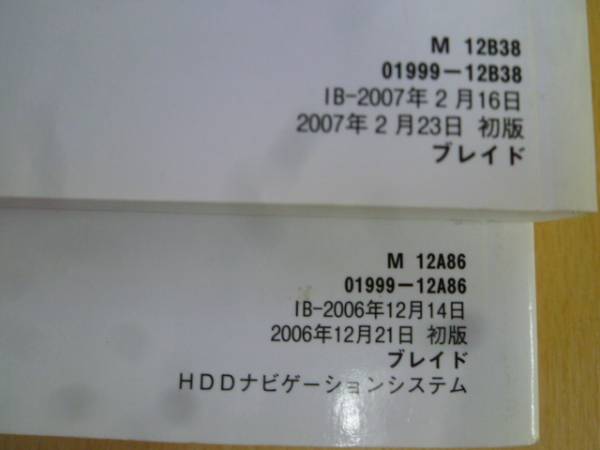 M 12B38
01999-12B38
IB-2007年2月16日
2007年2月23日 初版
ブレイド
M 12A86
01999-12A86
IB-2006年12月14日
2006年12月21日 初版
ブレイド
HDDナビゲーションシステム